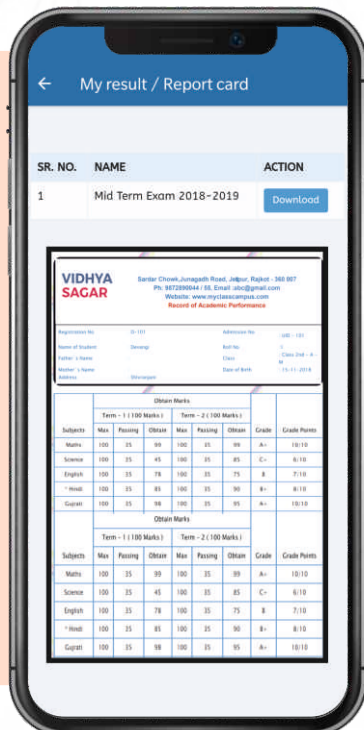 My result / Report card
SR. NO. NAME ACTION
1 Mid Term Exam 2018-2019 Download
VIDHYA SAGAR
Sardar Chowk,Junagadh Road, Jetpur, Rajkot - 360 007
Website: www.myclasscampus.com
Record of Academic Performance
Registration No D-101 Admission No
Name of Student Devangi Roll No.
Father`s Name Class
Mother`s Name Date of Birth 15-11-2018
Address
Obtain Marks
Term - 1 ( 100 Marks ) Term - 2 ( 100 Marks )
Subjects Max Passing Obtain Max Passing Obtain Grade Grade Points
Maths 100 35 99 100 35 99 A+ 10/10
Science 100 35 45 100 35 85 C+ 6/10
English 100 35 78 100 35 75 B 7/10
* Hindi 100 35 85 100 35 90 B+ 8/10
Gujrati 100 35 98 100 35 95 A+ 10/10
Obtain Marks
Term - 1 ( 100 Marks ) Term - 2 ( 100 Marks )
Subjects Max Passing Obtain Max Passing Obtain Grade Grade Points
Maths 100 35 99 100 35 99 A+ 10/10
Science 100 35 45 100 35 85 C+ 6/10
English 100 35 78 100 35 75 B 7/10
* Hindi 100 35 85 100 35 90 B+ 8/10
Gujrati 100 35 98 100 35 95 A+ 10/10